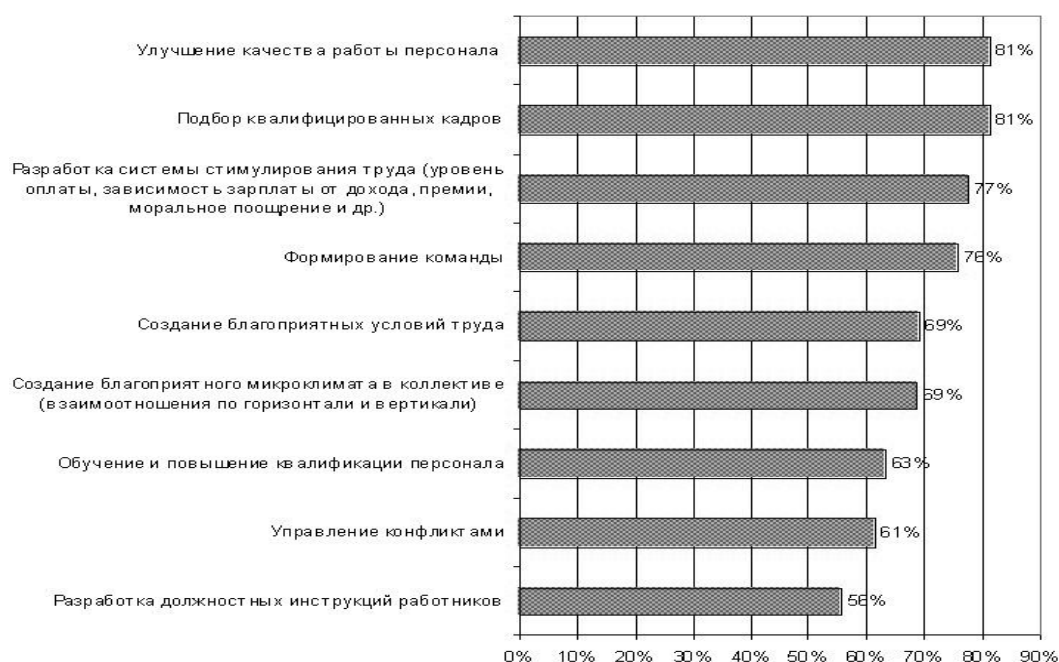 Улучшение качества работы персонала
81%
Подбор квалифицированных кадров
81%
Разработка системы стимулирования труда (уровень
оплаты, зависимость зарплаты от дохода, премии,
моральное поощрение и др.)
77%
Формирование команды
76%
Создание благоприятных условий труда
69%
Создание благоприятного микроклимата в коллективе
(взаимоотношения по горизонтали и вертикали)
69%
Обучение и повышение квалификации персонала
63%
Управление конфликтами
61%
Разработка должностных инструкций работников
56%
0% 10% 20% 30% 40% 50% 60% 70% 80% 90%